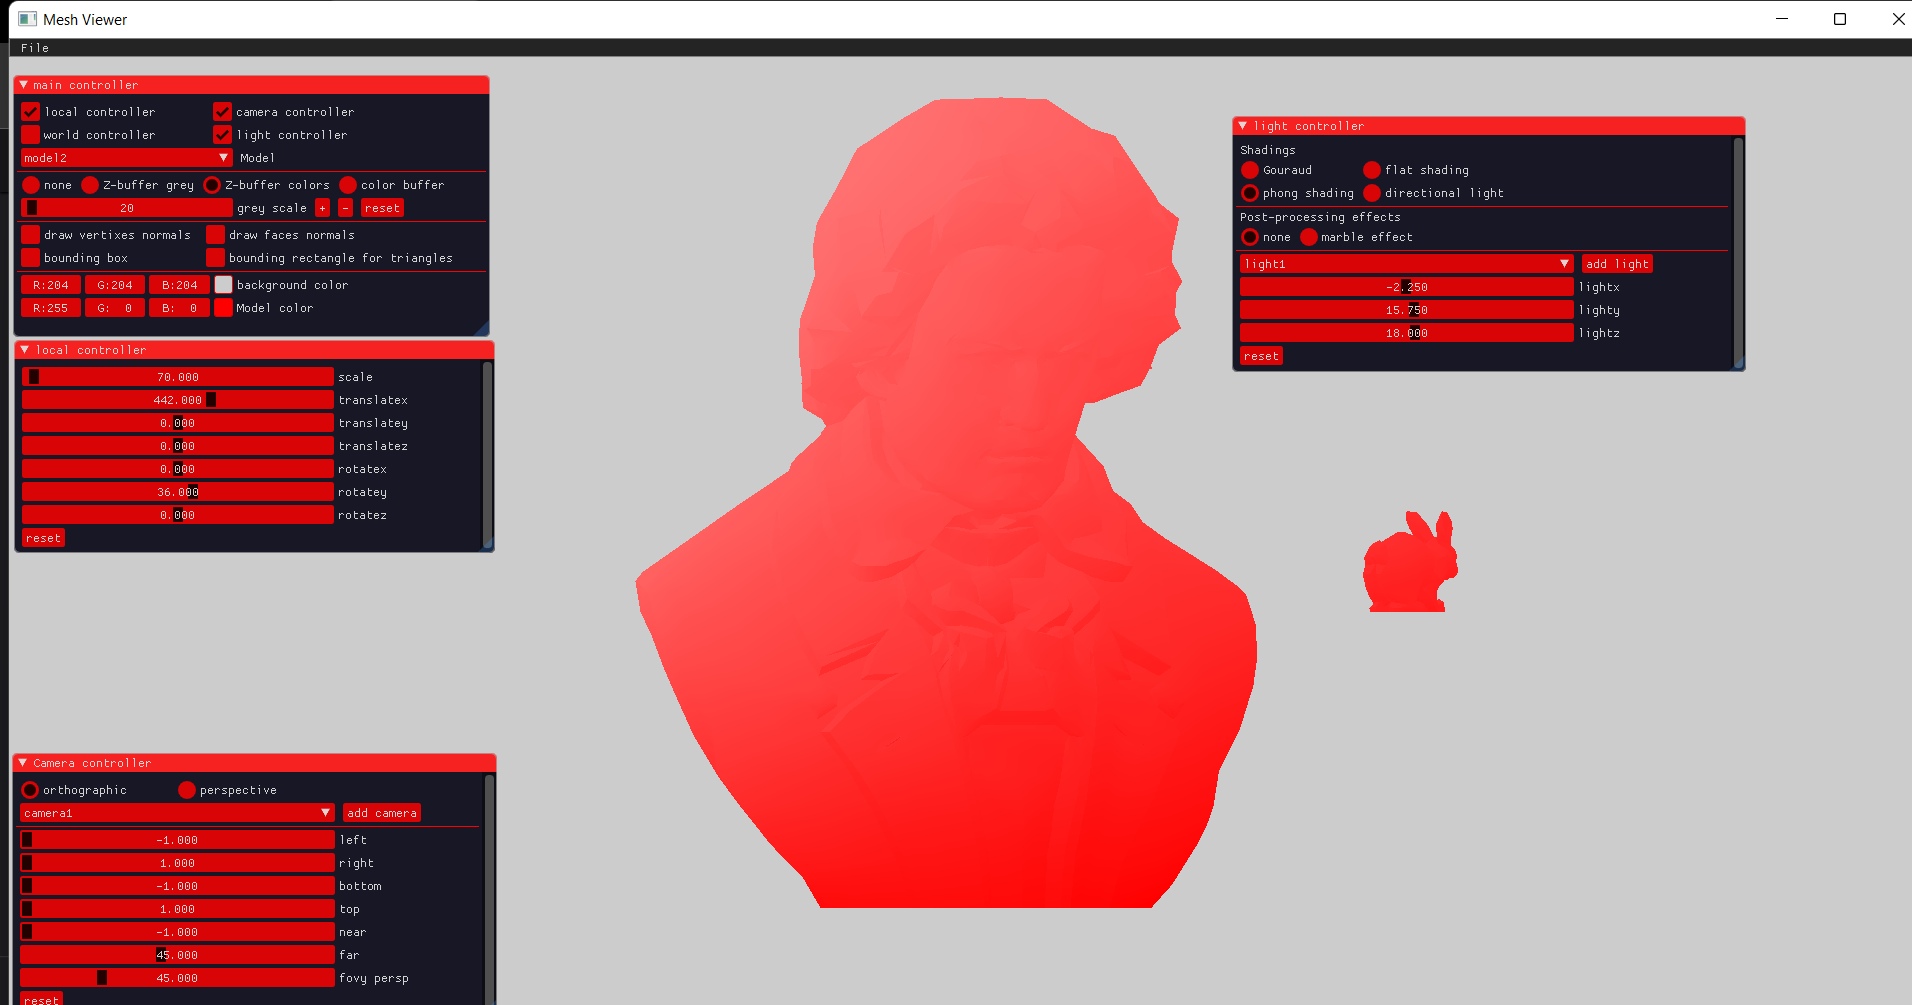 Mesh Viewer
File
main controller
local controller camera controller
world controller light controller
model2 Model
none Z-buffer grey Z-buffer colors color buffer
20 grey scale + - reset
draw vertixes normals draw faces normals
bounding box bounding rectangle for triangles
R:204 G:204 B:204 background color
R:255 G: 0 B: 0 Model color
local controller
70.000 scale
442.000 translatex
0.000 translatey
0.000 translatez
0.000 rotatex
36.000 rotatey
0.000 rotatez
reset
Camera controller
orthographic perspective
camera1 add camera
-1.000 left
1.000 right
-1.000 bottom
1.000 top
-1.000 near
45.000 far
45.000 fovy persp
reset
light controller
Shadings
Gouraud flat shading
phong shading directional light
Post-processing effects
none marble effect
light1 add light
-2.250 lightx
15.750 lighty
18.000 lightz
reset